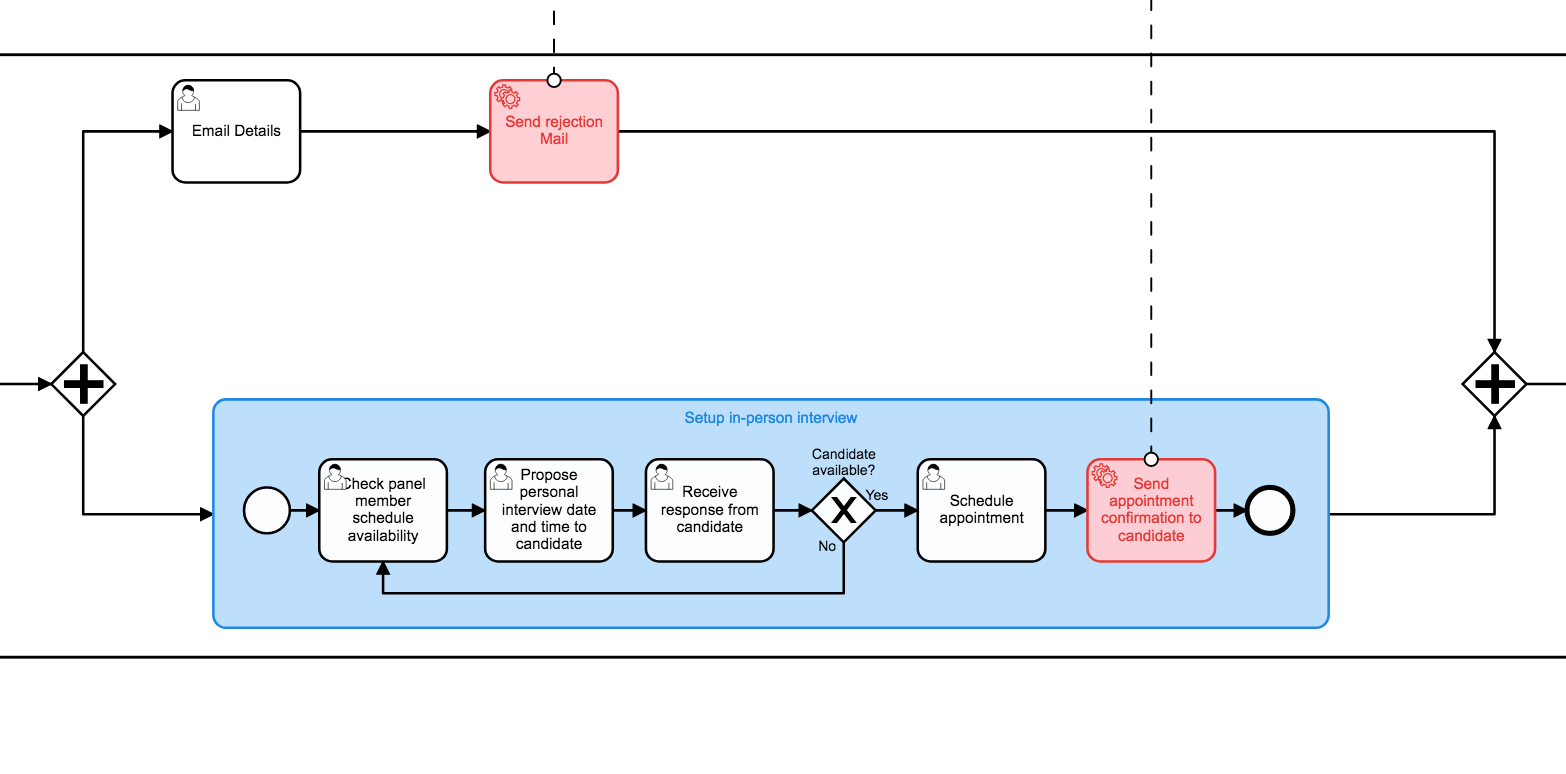 Email Details
Send rejection
Mail
Setup in-person interview
Check panel
member
schedule
availability
Propose
personal
interview date
and time to
candidate
Receive
response from
candidate
Candidate
available?
Yes
No
Schedule
appointment
Send
appointment
confirmation to
candidate